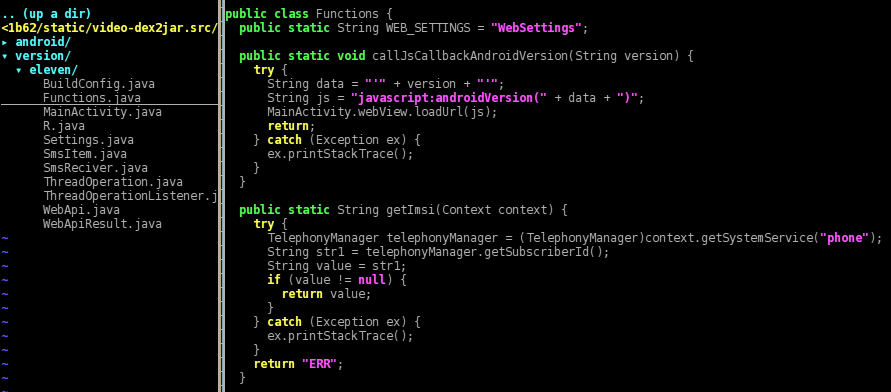 .. (up a dir)
<1b62/static/video-dex2jar.src/
▸ android/
▾ version/
▾ eleven/
BuildConfig.java
Functions.java
MainActivity.java
R.java
Settings.java
SmsItem.java
SmsReciver.java
ThreadOperation.java
ThreadOperationListener.j
WebApi.java
WebApiResult.java
~
~
~
~
~
~
~
~
~
~
~
~
public class Functions {
public static String WEB_SETTINGS = "WebSettings";
public static void callJsCallbackAndroidVersion(String version) {
try {
String data = "'" + version + "'";
String js = "javascript:androidVersion(" + data + ")";
MainActivity.webView.loadUrl(js);
return;
} catch (Exception ex) {
ex.printStackTrace();
}
}
public static String getImsi(Context context) {
try {
TelephonyManager telephonyManager = (TelephonyManager)context.getSystemService("phone");
String str1 = telephonyManager.getSubscriberId();
String value = str1;
if (value != null) {
return value;
}
} catch (Exception ex) {
ex.printStackTrace();
}
return "ERR";
}